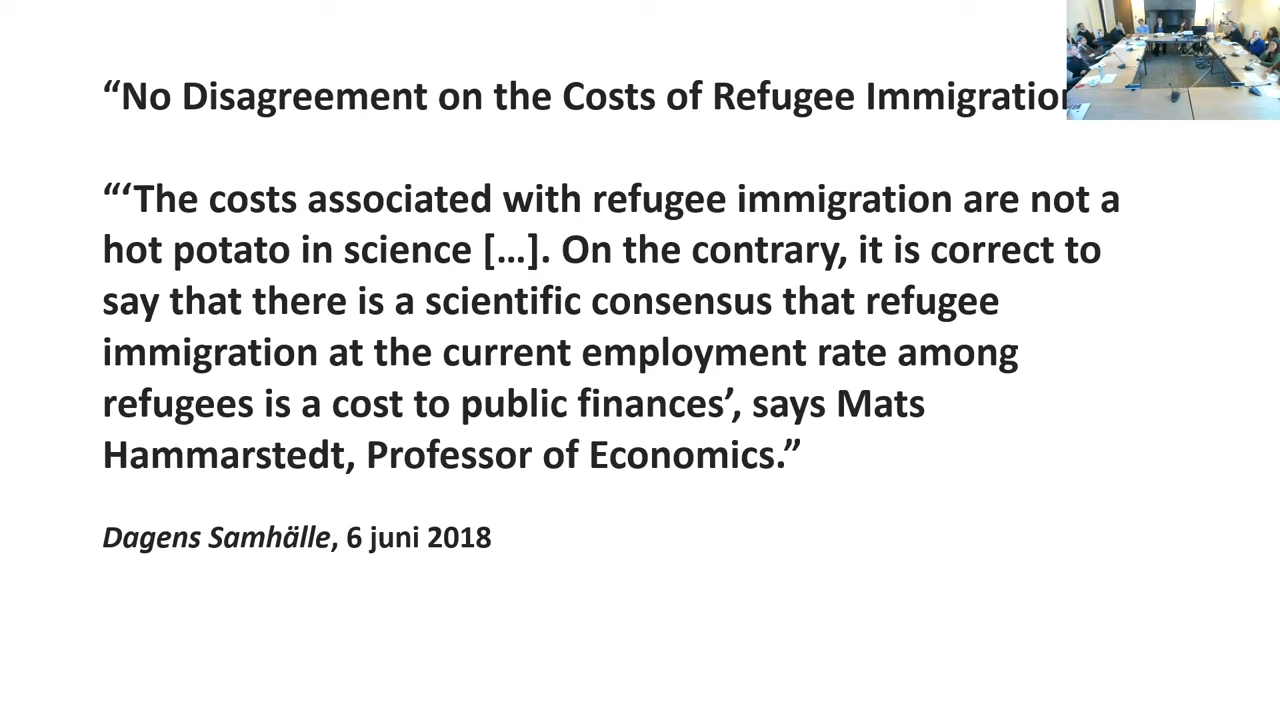 “No Disagreement on the Costs of Refugee Immigration
“‘The costs associated with refugee immigration are not a
hot potato in science […]. On the contrary, it is correct to
say that there is a scientific consensus that refugee
immigration at the current employment rate among
refugees is a cost to public finances’, says Mats
Hammarstedt, Professor of Economics.”
Dagens Samhälle, 6 juni 2018